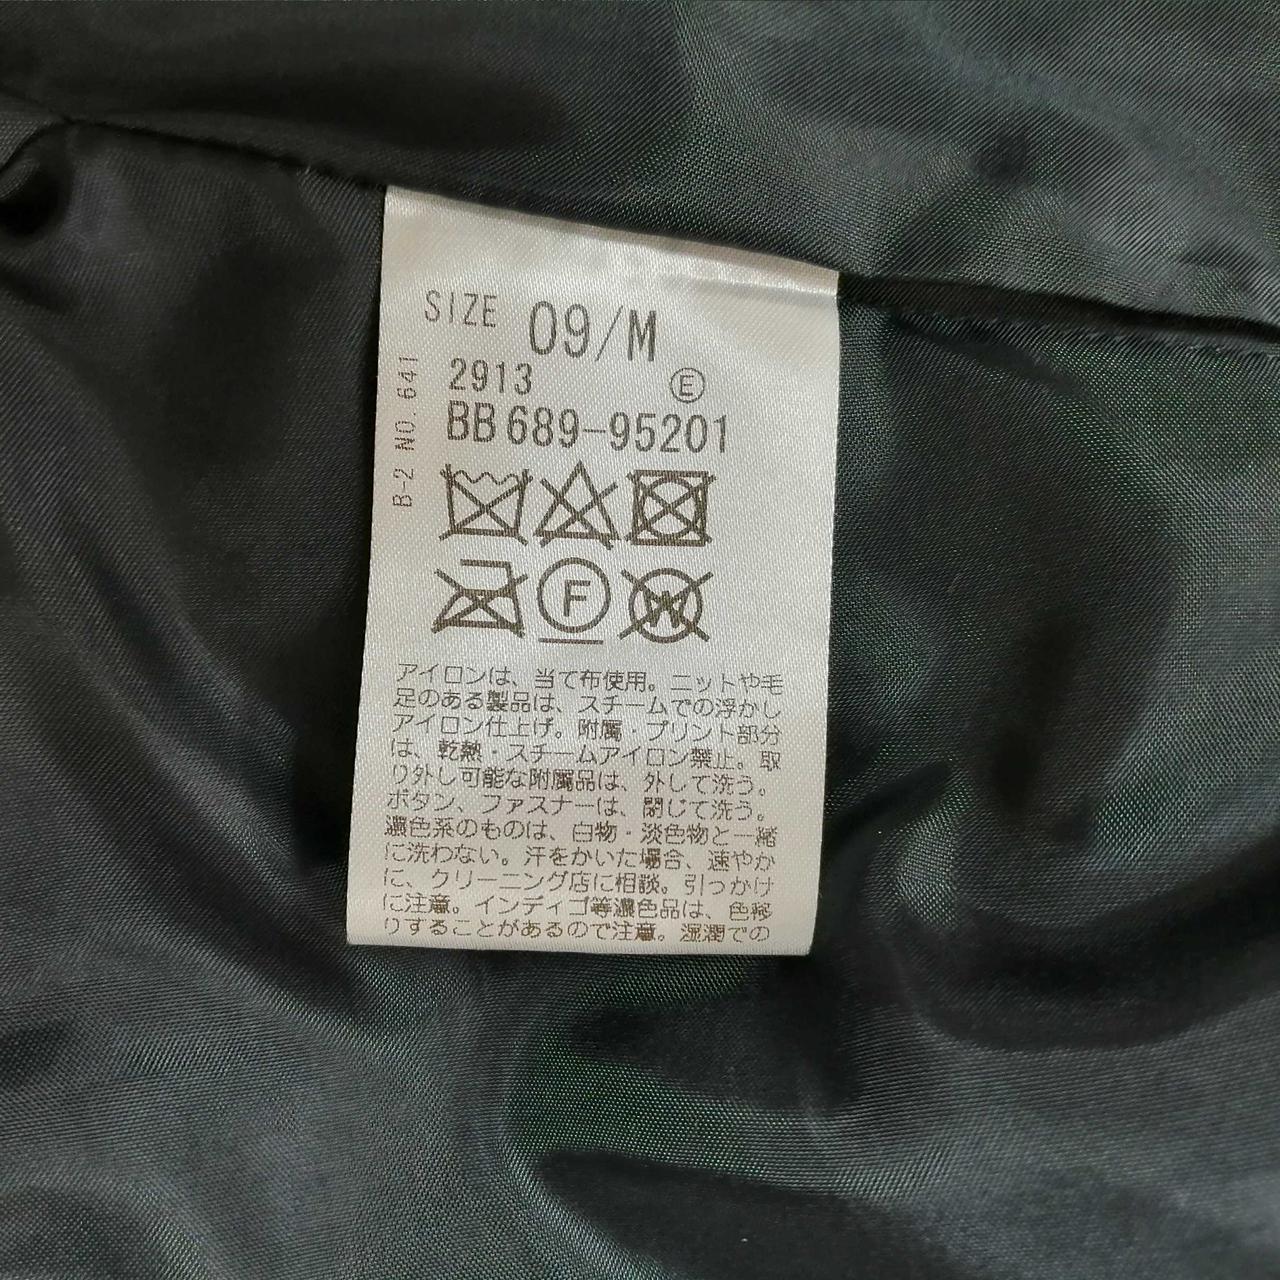 SIZE 09/M
2913 Ⓔ
BB689-95201
B-2 NO.641
F
W
アイロンは、当て布使用。ニットや毛
足のある製品は、スチームでの浮かし
アイロン仕上げ。附属・プリント部分
は、乾熱・スチームアイロン禁止。取
り外し可能な附属品は、外して洗う。
ボタン、ファスナーは、閉じて洗う。
濃色系のものは、白物・淡色物と一緒
に洗わない。汗をかいた場合、速やか
に、クリーニング店に相談。引っかけ
に注意。インディゴ等濃色品は、色移
りすることがあるので注意。湿潤での